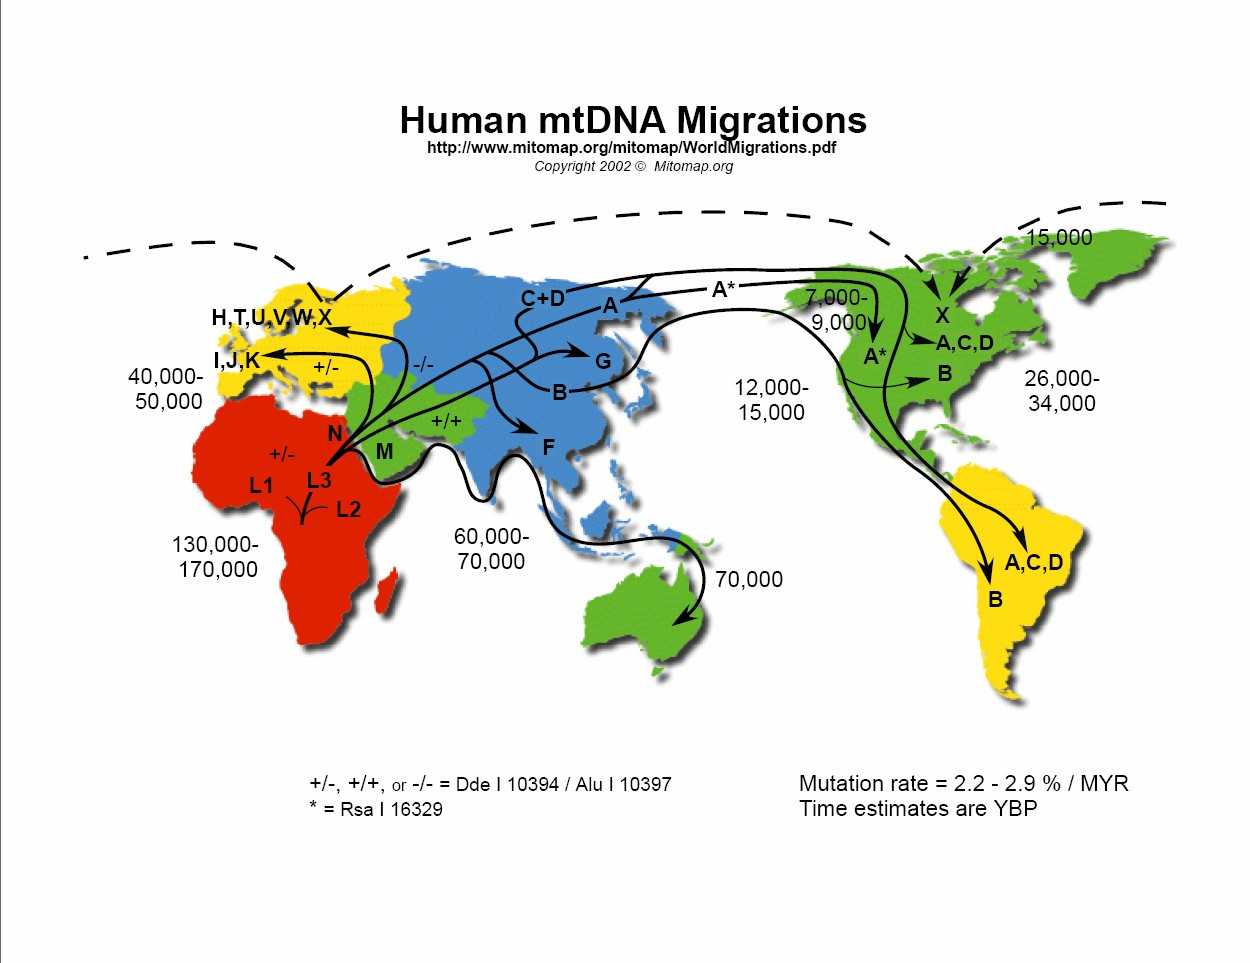 Human mtDNA Migrations
http://www.mitomap.org/mitomap/WorldMigrations.pdf
Copyright 2002 © Mitomap.org
15,000
C+D
A
A*
7,000-
9,000
H,T,U,V,W,X
X
I,J,K
+/-
-/-
G
A*
A,C,D
40,000-
50,000
B
B
12,000-
15,000
26,000-
34,000
N
+/+
M
F
+/-
L1
L3
L2
130,000-
170,000
60,000-
70,000
70,000
A,C,D
B
+/-, +/+, or -/- = Dde I 10394 / Alu I 10397
* = Rsa I 16329
Mutation rate = 2.2 - 2.9 % / MYR
Time estimates are YBP